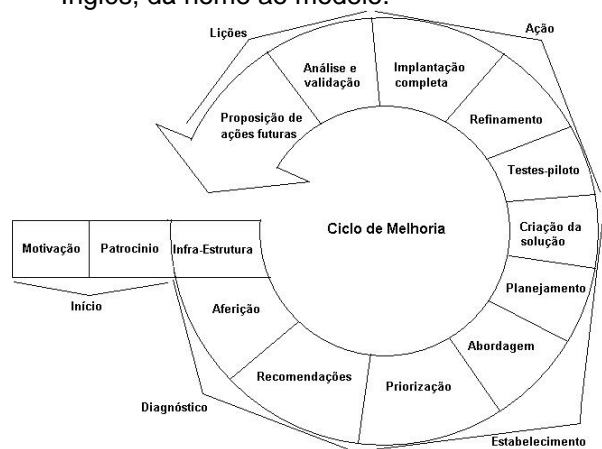 Inglês, dá nome ao modelo.
Lições
Ação
Análise e
validação
Implantação
completa
Proposição de
ações futuras
Refinamento
Testes-piloto
Ciclo de Melhoria
Criação da
solução
Motivação
Patrocinio
Infra-Estrutura
Planejamento
Início
Aferição
Abordagem
Recomendações
Priorização
Diagnóstico
Estabelecimento